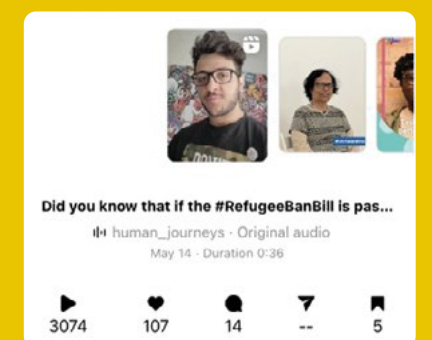 Did you know that if the #RefugeeBanBill is pas...
human_journeys · Original audio
May 14 · Duration 0:36
3074 107 14 -- 5